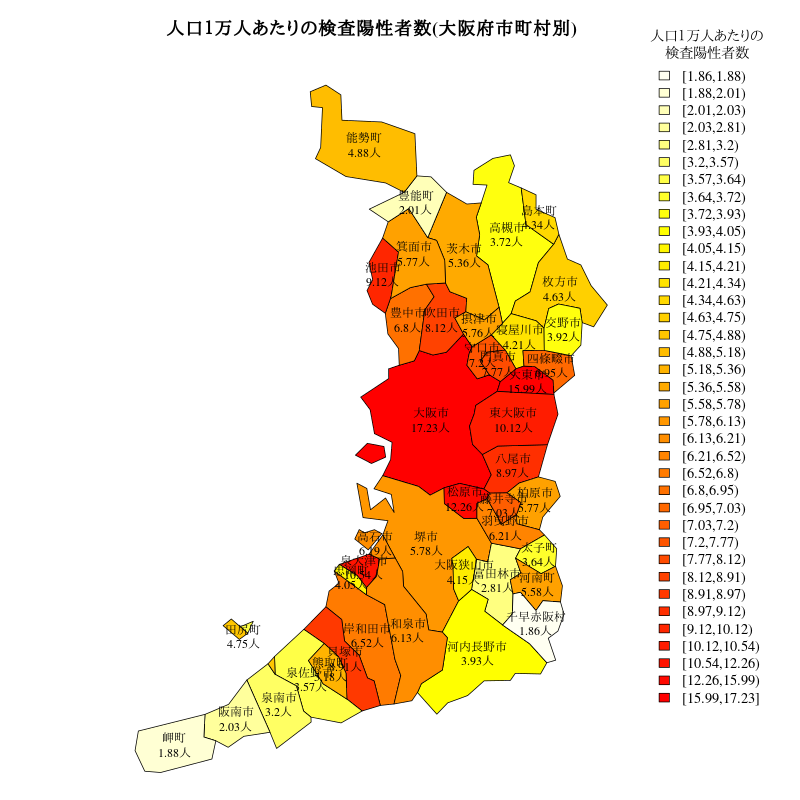 人口1万人あたりの検査陽性者数(大阪府市町村別)
人口1万人あたりの
検査陽性者数
[1.86,1.88)
[1.88,2.01)
[2.01,2.03)
[2.03,2.81)
[2.81,3.2)
[3.2,3.57)
[3.57,3.64)
[3.64,3.72)
[3.72,3.93)
[3.93,4.05)
[4.05,4.15)
[4.15,4.21)
[4.21,4.34)
[4.34,4.63)
[4.63,4.75)
[4.75,4.88)
[4.88,5.18)
[5.18,5.36)
[5.36,5.58)
[5.58,5.78)
[5.78,6.13)
[6.13,6.21)
[6.21,6.52)
[6.52,6.8)
[6.8,6.95)
[6.95,7.03)
[7.03,7.2)
[7.2,7.77)
[7.77,8.12)
[8.12,8.91)
[8.91,8.97)
[8.97,9.12)
[9.12,10.12)
[10.12,10.54)
[10.54,12.26)
[12.26,15.99)
[15.99,17.23]
能勢町
4.88人
豊能町
2.01人
島本町
4.34人
高槻市
3.72人
箕面市
5.77人
茨木市
5.36人
池田市
9.12人
枚方市
4.63人
豊中市
6.8人
吹田市
8.12人
摂津市
5.76人
寝屋川市
4.21人
交野市
3.92人
守口市
7.2人
門真市
7.77人
四條畷市
6.95人
大東市
15.99人
大阪市
17.23人
東大阪市
10.12人
八尾市
8.97人
松原市
12.26人
藤井寺市
7.03人
柏原市
5.77人
羽曳野市
6.21人
高石市
6.19人
堺市
5.78人
太子町
3.64人
泉大津市
10.54人
4.05人
大阪狭山市
4.15人
富田林市
2.81人
河南町
5.58人
千早赤阪村
1.86人
田尻町
4.75人
岸和田市
6.52人
和泉市
6.13人
河内長野市
3.93人
貝塚市
8.91人
熊取町
5.18人
泉佐野市
3.57人
泉南市
3.2人
阪南市
2.03人
岬町
1.88人